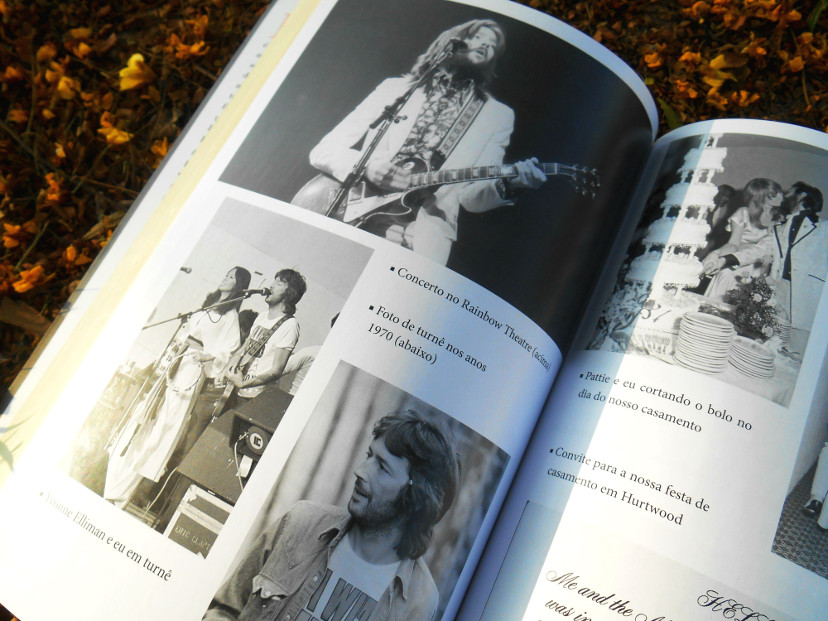 ▪ Concerto no Rainbow Theatre (acima)
▪ Foto de turnê nos anos
1970 (abaixo)
▪ Yvonne Elliman e eu em turnê
▪ Pattie e eu cortando o bolo no
dia do nosso casamento
▪ Convite para a nossa festa de
casamento em Hurtwood
Me and the
was in